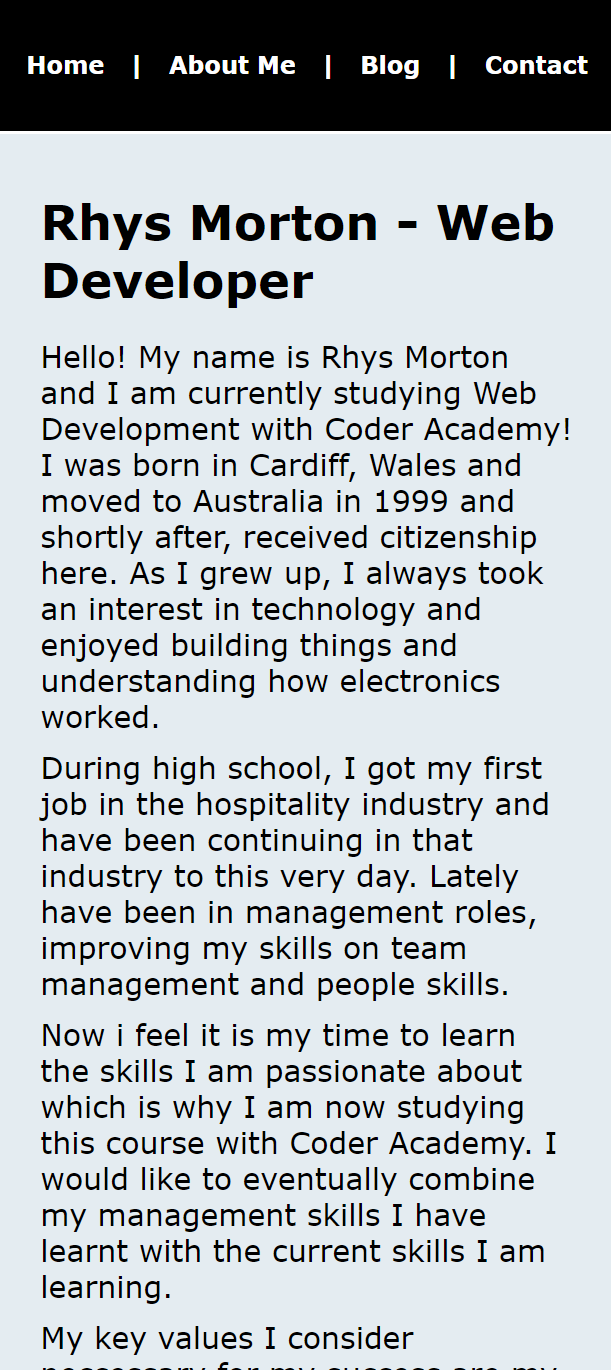 Home | About Me | Blog | Contact
Rhys Morton - Web
Developer
Hello! My name is Rhys Morton
and I am currently studying Web
Development with Coder Academy!
I was born in Cardiff, Wales and
moved to Australia in 1999 and
shortly after, received citizenship
here. As I grew up, I always took
an interest in technology and
enjoyed building things and
understanding how electronics
worked.
During high school, I got my first
job in the hospitality industry and
have been continuing in that
industry to this very day. Lately
have been in management roles,
improving my skills on team
management and people skills.
Now i feel it is my time to learn
the skills I am passionate about
which is why I am now studying
this course with Coder Academy. I
would like to eventually combine
my management skills I have
learnt with the current skills I am
learning.
My key values I consider
for my success are my